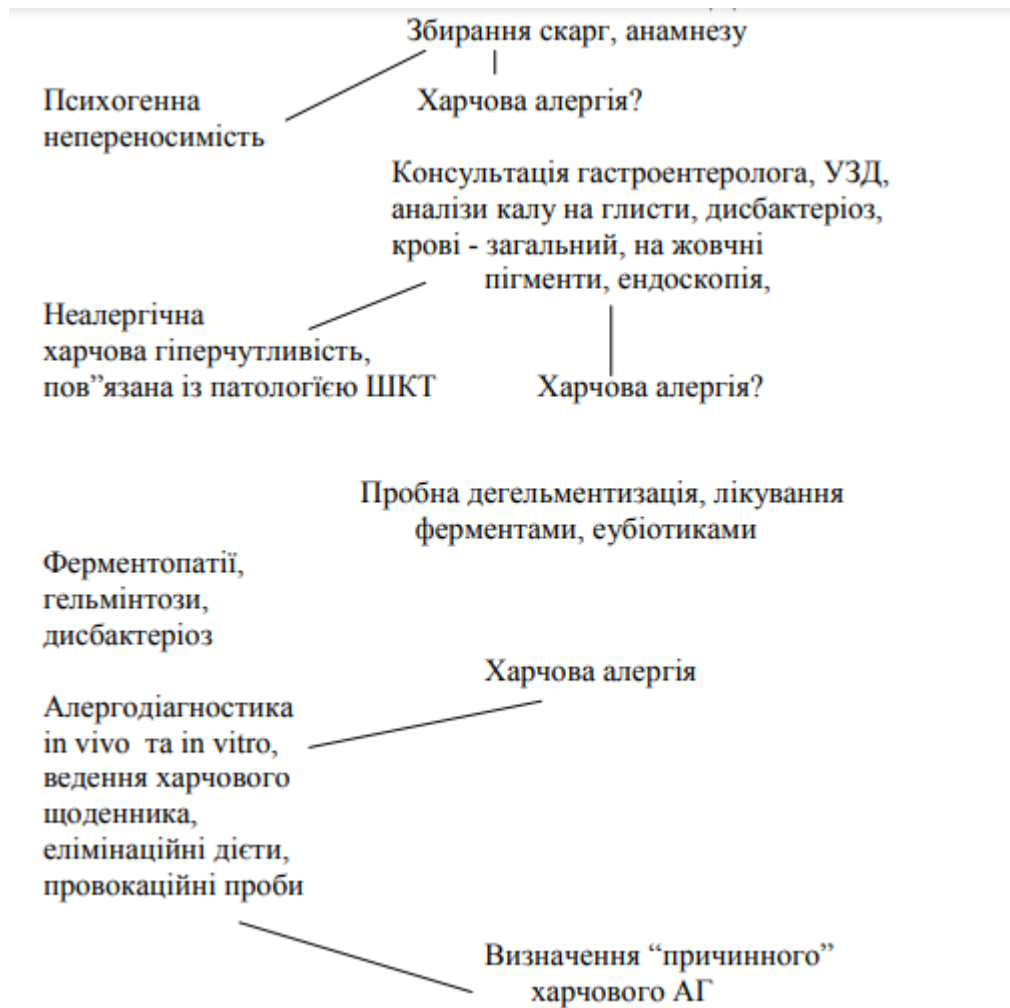 Збирання скарг, анамнезу
Психогенна
непереносимість
Харчова алергія?
Консультація гастроентеролога, УЗД,
аналізи калу на глисти, дисбактеріоз,
крові - загальний, на жовчні
пігменти, ендоскопія,
Неалергічна
харчова гіперчутливість,
пов”язана із патологїєю ШКТ
Харчова алергія?
Пробна дегельментизація, лікування
ферментами, еубіотиками
Ферментопатії,
гельмінтози,
дисбактеріоз
Харчова алергія
Алергодіагностика
in vivo та in vitro,
ведення харчового
щоденника,
елімінаційні дієти,
провокаційні проби
Визначення “причинного”
харчового АГ